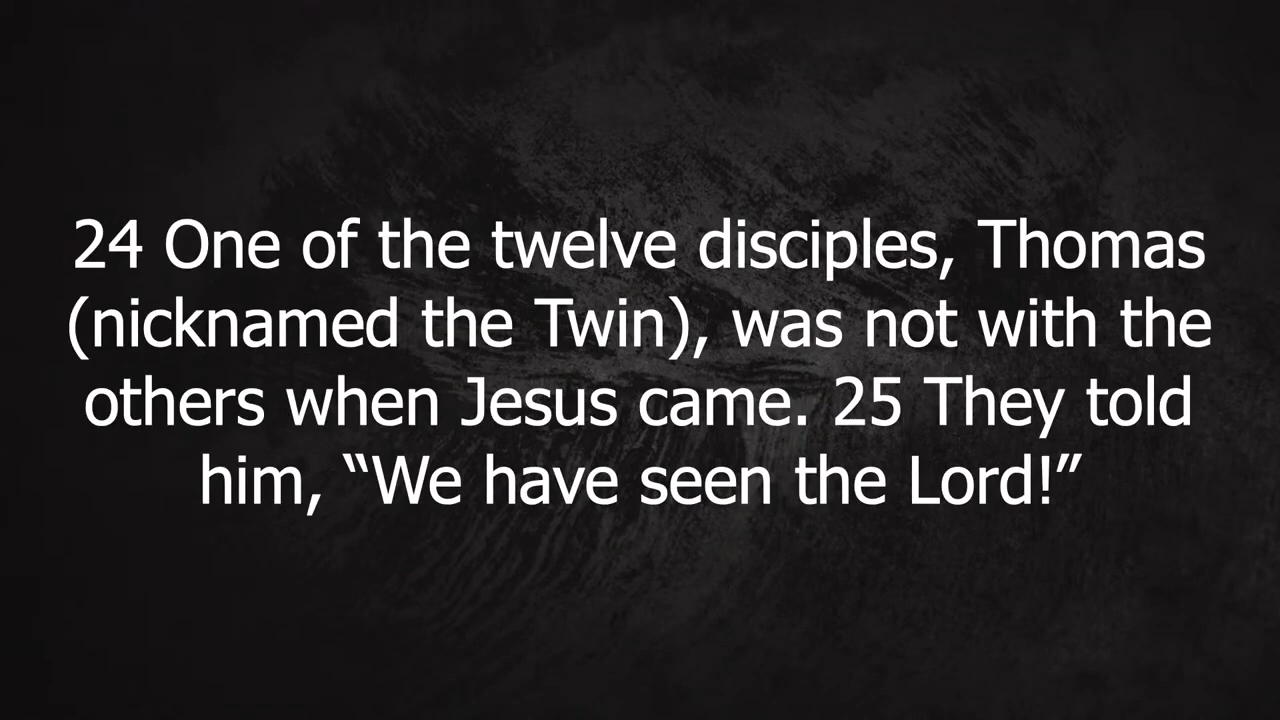 24 One of the twelve disciples, Thomas
(nicknamed the Twin), was not with the
others when Jesus came. 25 They told
him, “We have seen the Lord!”